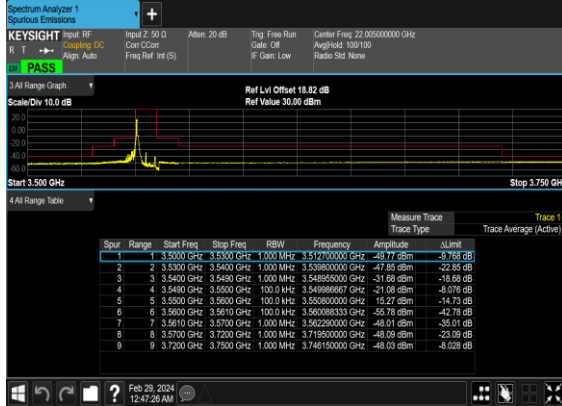 Spectrum Analyzer 1
Spurious Emissions
+
KEYSIGHT Input: RF Input Z: 50 Ω Atten: 20 dB Trig: Free Run Center Freq: 22.005000000 GHz
R T Coupling: DC Corr CCorr Gate: Off Avg|Hold: 100/100
Align: Auto Freq Ref: Int (S) IF Gain: Low Radio Std: None
PASS
3 All Range Graph
Ref Lvl Offset 18.82 dB
Scale/Div 10.0 dB Ref Value 30.00 dBm
20.0
0.00
-20.0
-40.0
-60.0
Start 3.500 GHz Stop 3.750 GH
4 All Range Table
Measure Trace Trace 1
Trace Type Trace Average (Active)
Spur Range Start Freq Stop Freq RBW Frequency Amplitude ΔLimit
1 1 3.5000 GHz 3.5300 GHz 1.000 MHz 3.512700000 GHz -49.77 dBm -9.768 dB
2 2 3.5300 GHz 3.5400 GHz 1.000 MHz 3.539800000 GHz -47.85 dBm -22.85 dB
3 3 3.5400 GHz 3.5490 GHz 1.000 MHz 3.548955000 GHz -31.68 dBm -18.68 dB
4 4 3.5490 GHz 3.5500 GHz 100.0 kHz 3.549986667 GHz -21.08 dBm -8.076 dB
5 5 3.5500 GHz 3.5600 GHz 100.0 kHz 3.550800000 GHz 15.27 dBm -14.73 dB
6 6 3.5600 GHz 3.5610 GHz 100.0 kHz 3.560088333 GHz -55.78 dBm -42.78 dB
7 7 3.5610 GHz 3.5700 GHz 1.000 MHz 3.562290000 GHz -48.01 dBm -35.01 dB
8 8 3.5700 GHz 3.7200 GHz 1.000 MHz 3.719500000 GHz -48.09 dBm -23.09 dB
9 9 3.7200 GHz 3.7500 GHz 1.000 MHz 3.746150000 GHz -48.03 dBm -8.028 dB
? Feb 29, 2024
12:47:26 AM